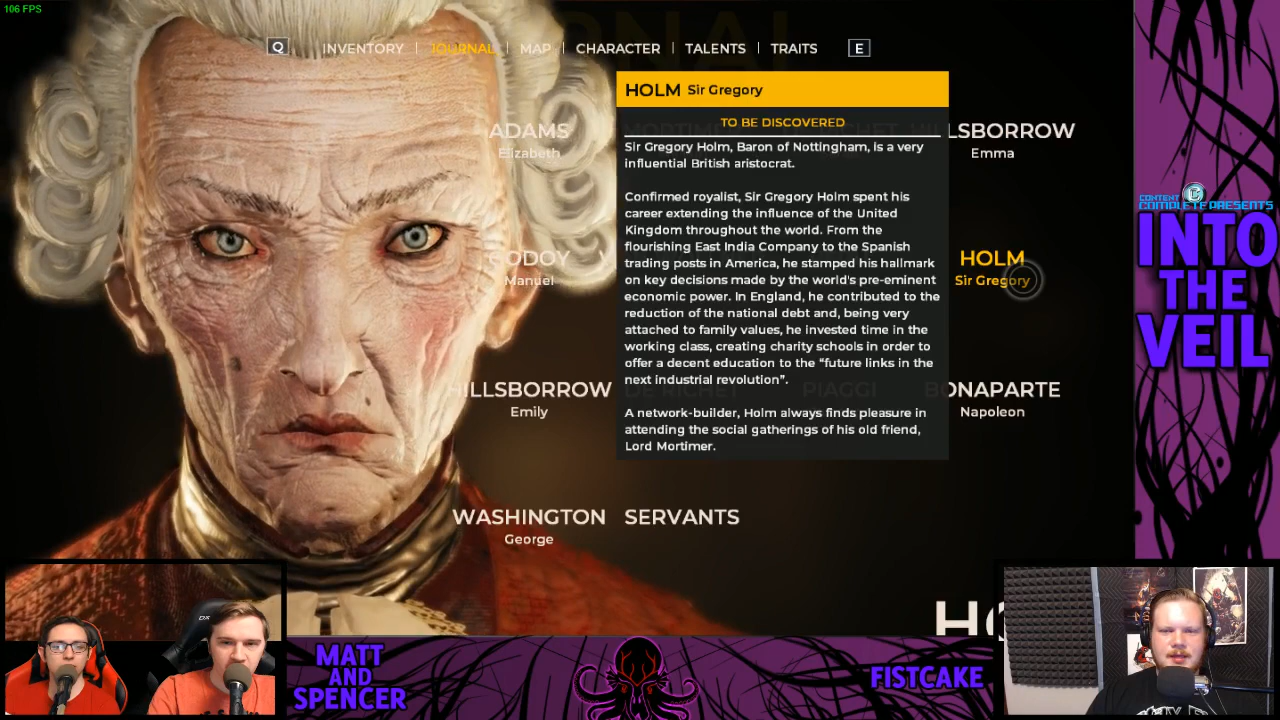 106 FPS
Q INVENTORY | JOURNAL | MAP | CHARACTER | TALENTS | TRAITS E
HOLM Sir Gregory
TO BE DISCOVERED
Sir Gregory Holm, Baron of Nottingham, is a very
influential British aristocrat.
Confirmed royalist, Sir Gregory Holm spent his
career extending the influence of the United
Kingdom throughout the world. From the
flourishing East India Company to the Spanish
trading posts in America, he stamped his hallmark
on key decisions made by the world's pre-eminent
economic power. In England, he contributed to the
reduction of the national debt and, being very
attached to family values, he invested time in the
working class, creating charity schools in order to
offer a decent education to the “future links in the
next industrial revolution”.
A network-builder, Holm always finds pleasure in
attending the social gatherings of his old friend,
Lord Mortimer.
ADAMS
Elizabeth
LLSBORROW
Emma
GODOY
Manuel
HOLM
Sir Gregory
HILLSBORROW
Emily
DE RICHET
PIAGGI
BONAPARTE
Napoleon
WASHINGTON
George
SERVANTS
CONTENT
COMPLETE PRESENTS
INTO
THE
VEIL
MATT
AND
SPENCER
FISTCAKE